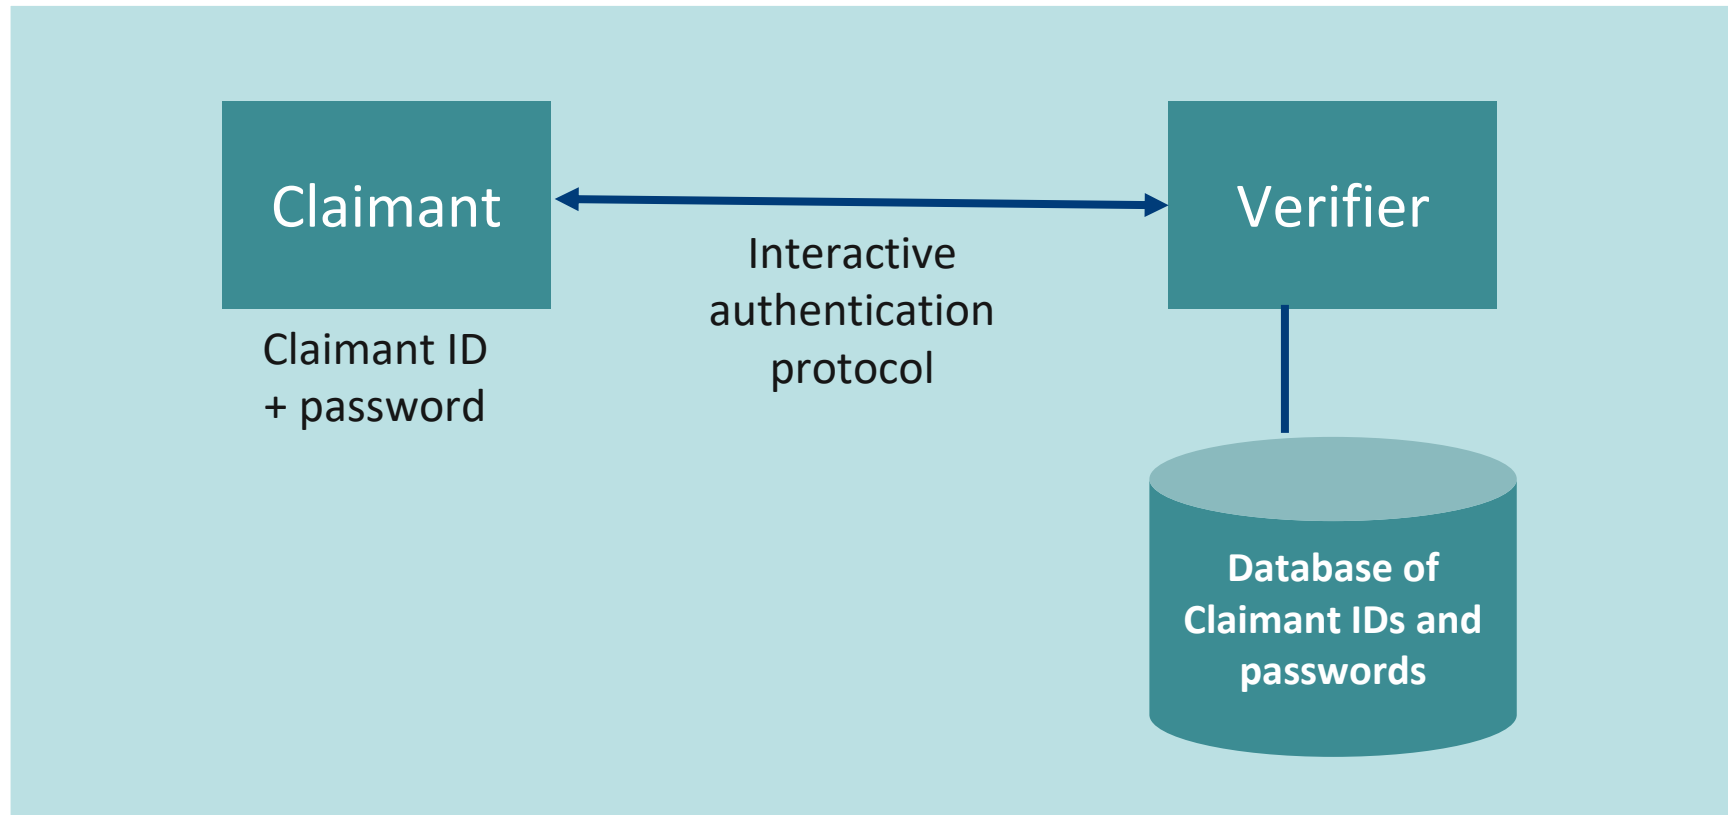 Claimant
Verifier
Interactive
authentication
protocol
Claimant ID
+ password
Database of
Claimant IDs and
passwords